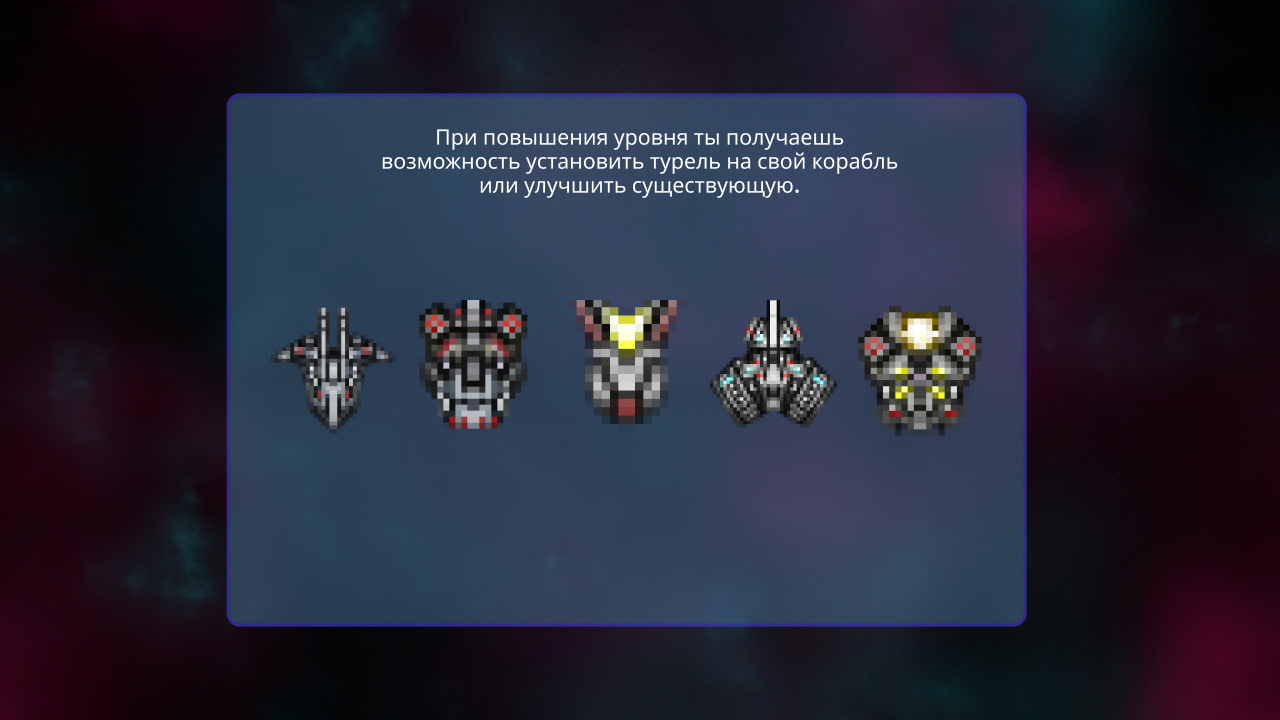 При повышения уровня ты получаешь
возможность установить турель на свой корабль
или улучшить существующую.